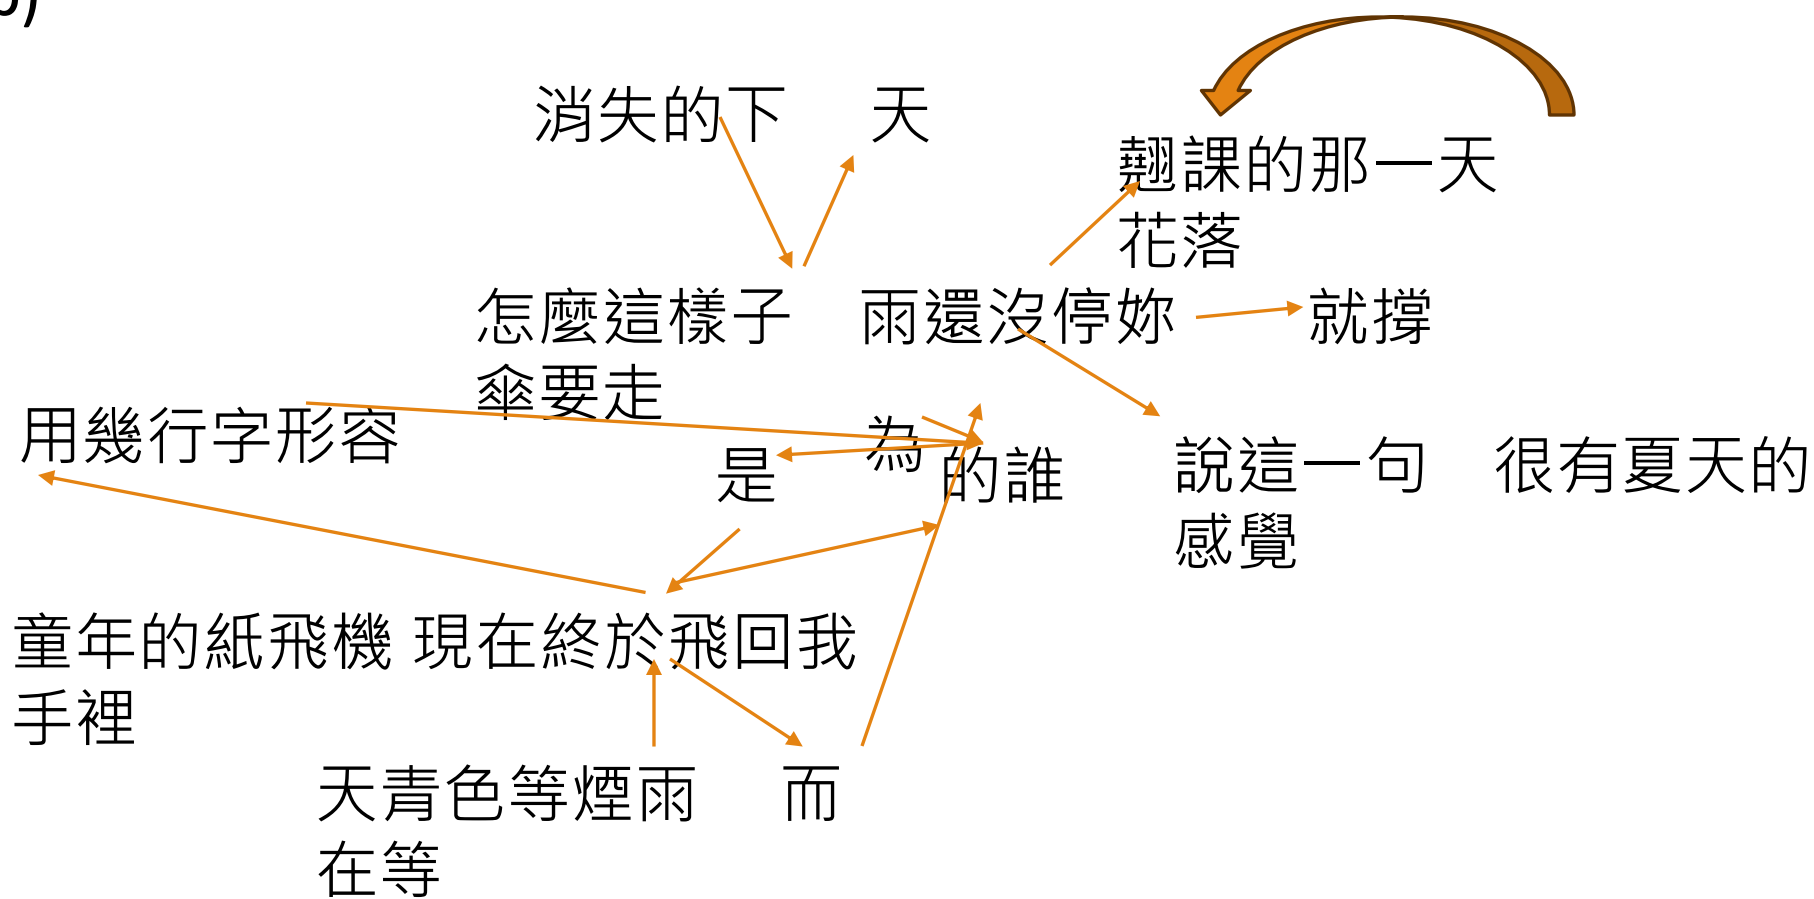 b)
消失的下 天
翹課的那一天
花落
怎麼這樣子 雨還沒停妳 就撐
傘要走
用幾行字形容
是
為
的誰
說這一句 很有夏天的
感覺
童年的紙飛機 現在終於飛回我
手裡
天青色等煙雨 而
在等